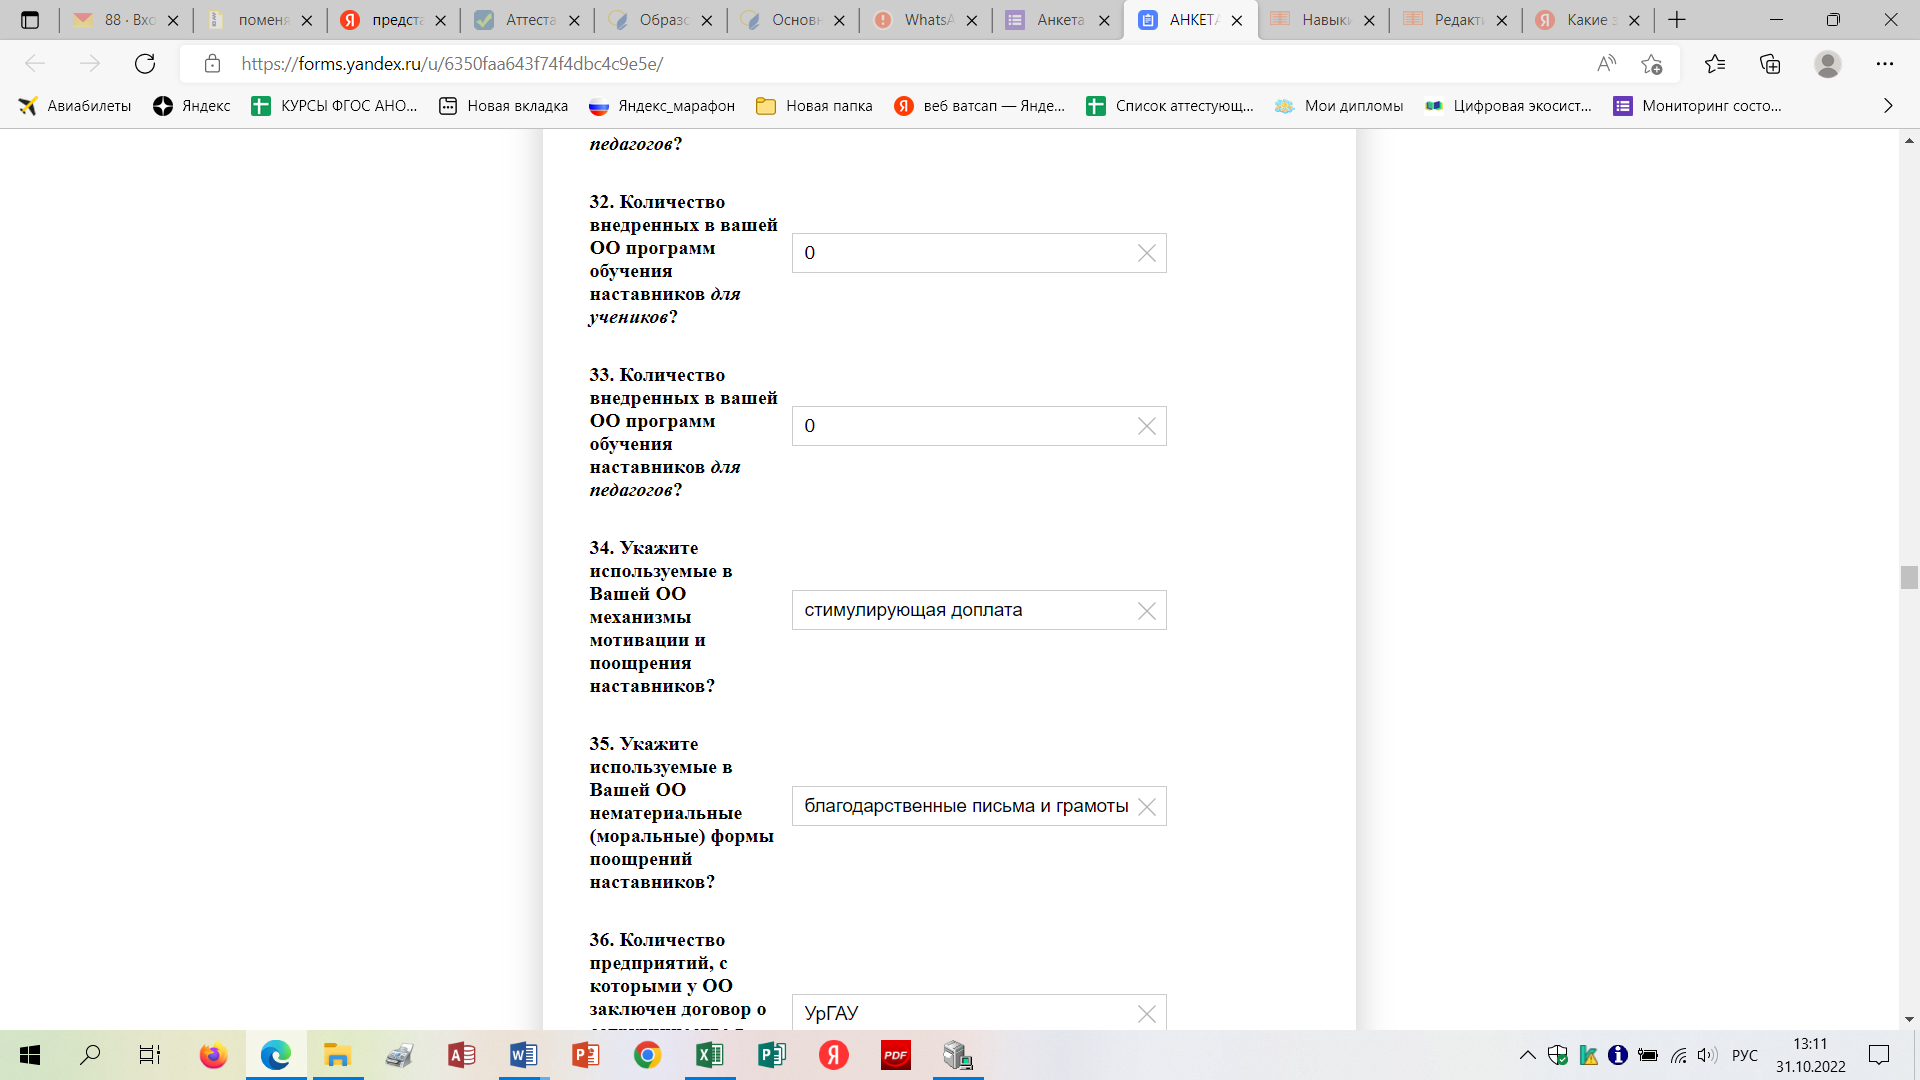 88 · Вхо
поменя
предста
Аттеста
Образо
Основн
WhatsA
Анкета
АНКЕТА
Навыки
Редакти
Какие з
https://forms.yandex.ru/u/6350faa643f74f4dbc4c9e5e/
Авиабилеты
Яндекс
КУРСЫ ФГОС АНО...
Новая вкладка
Яндекс_марафон
Новая папка
веб ватсап — Янде...
Список аттестующ...
Мои дипломы
Цифровая экосист...
Мониторинг состо...
педагогов?
32. Количество
внедренных в вашей
ОО программ
обучения
наставников для
учеников?
0
33. Количество
внедренных в вашей
ОО программ
обучения
наставников для
педагогов?
0
34. Укажите
используемые в
Вашей ОО
механизмы
мотивации и
поощрения
наставников?
стимулирующая доплата
35. Укажите
используемые в
Вашей ОО
нематериальные
(моральные) формы
поощрений
наставников?
благодарственные письма и грамоты
36. Количество
предприятий, с
которыми у ОО
заключен договор о
УрГАУ
PDF
РУС
13:11
31.10.2022